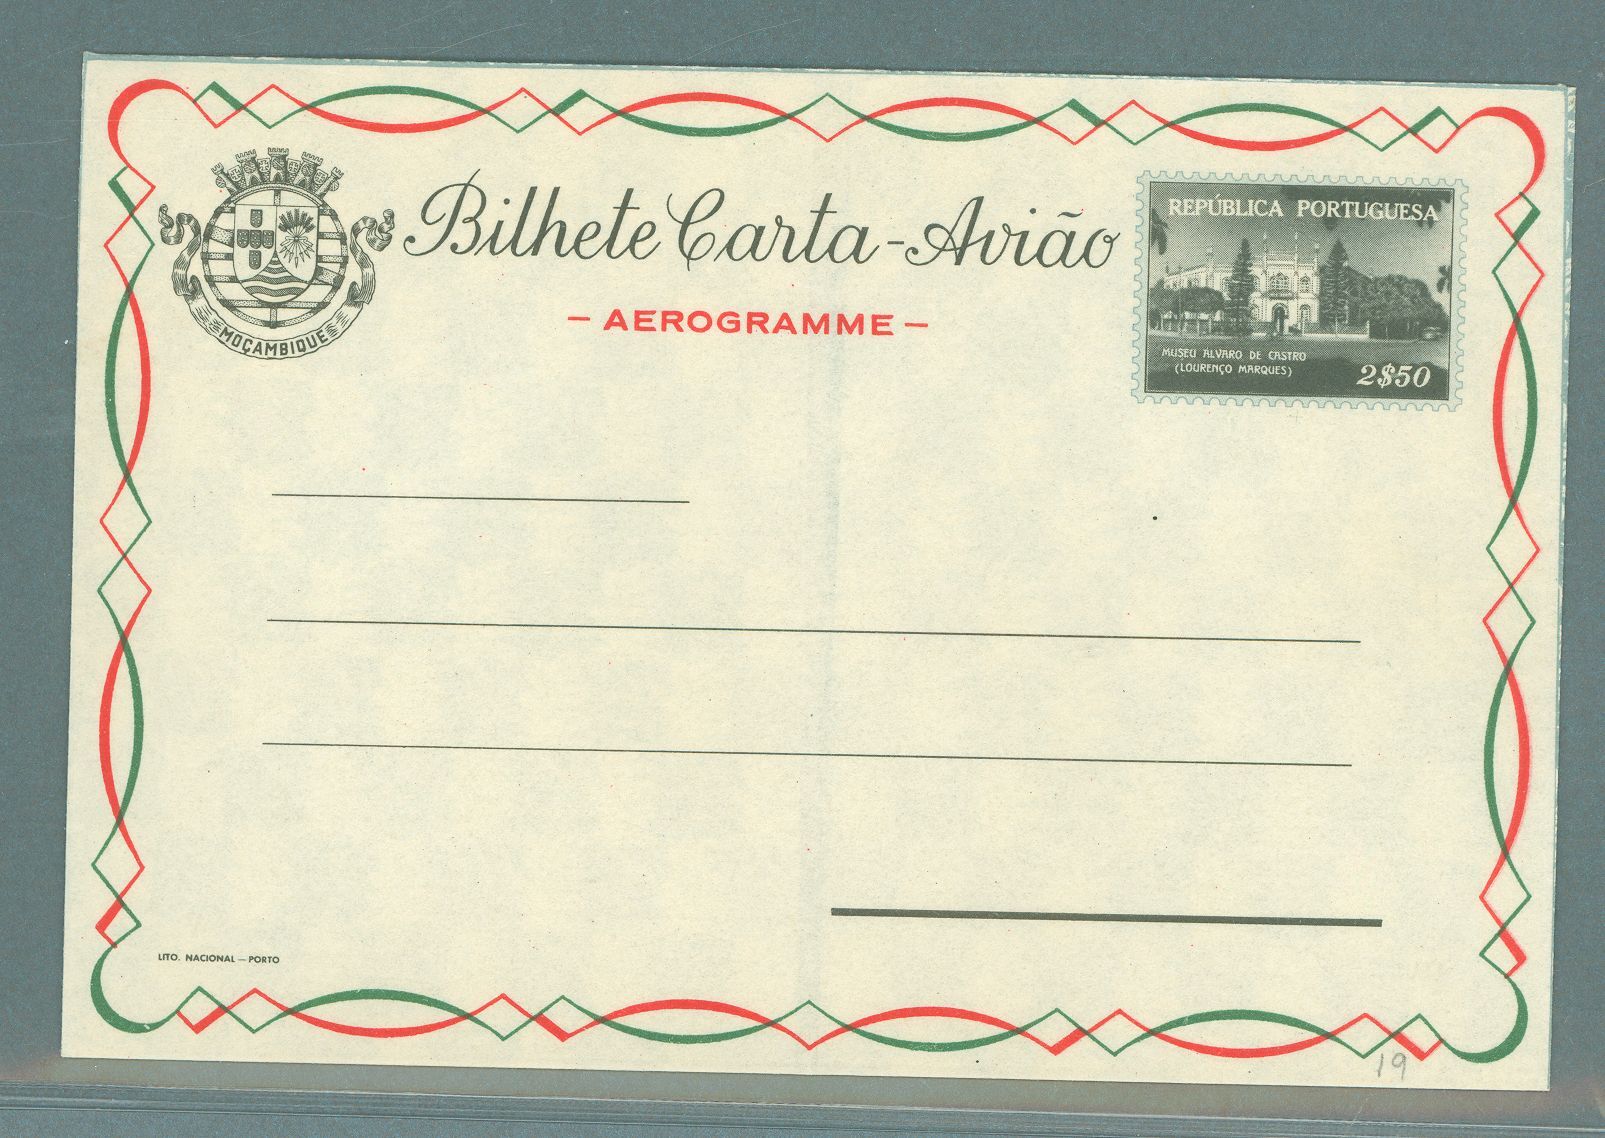 Bilhete Carta-Avião
— AEROGRAMME —
MOÇAMBIQUE
REPÚBLICA PORTUGUESA
MUSEU ALVARO DE CASTRO
(LOURENÇO MARQUES)
2$50
LITO. NACIONAL — PORTO
19